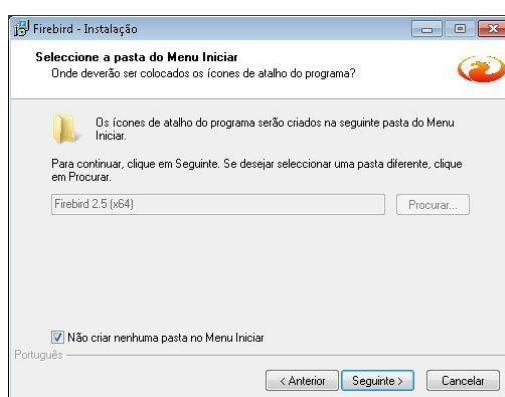 Firebird - Instalação
Seleccione a pasta do Menu Iniciar
Onde deverão ser colocados os ícones de atalho do programa?
Os ícones de atalho do programa serão criados na seguinte pasta do Menu
Iniciar.
Para continuar, clique em Seguinte. Se desejar seleccionar uma pasta diferente, clique
em Procurar.
Firebird 2.5 (x64)
Procurar...
Não criar nenhuma pasta no Menu Iniciar
Português
< Anterior
Seguinte >
Cancelar